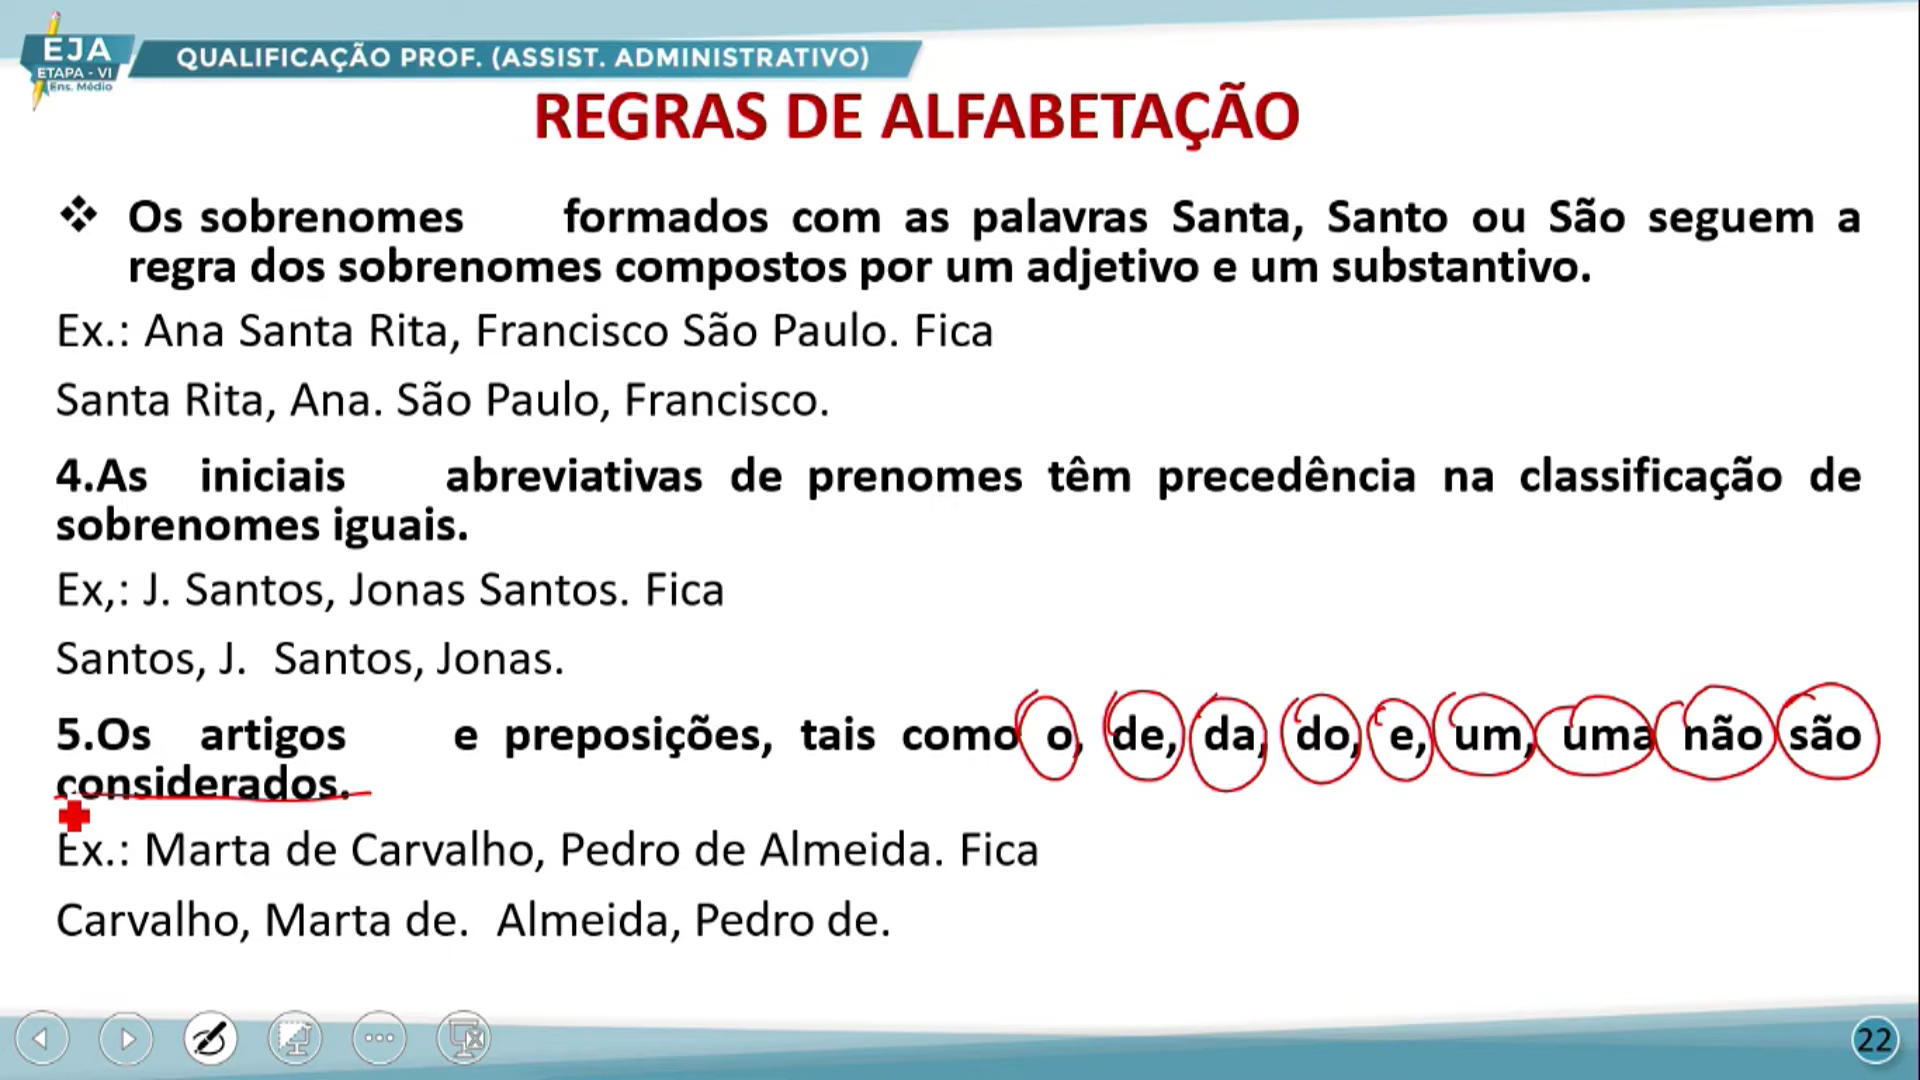 EJA
ETAPA - VI
Ens. Médio
QUALIFICAÇÃO PROF. (ASSIST. ADMINISTRATIVO)
REGRAS DE ALFABETAÇÃO
❖ Os sobrenomes formados com as palavras Santa, Santo ou São seguem a
regra dos sobrenomes compostos por um adjetivo e um substantivo.
Ex.: Ana Santa Rita, Francisco São Paulo. Fica
Santa Rita, Ana. São Paulo, Francisco.
4.As iniciais abreviativas de prenomes têm precedência na classificação de
sobrenomes iguais.
Ex,: J. Santos, Jonas Santos. Fica
Santos, J. Santos, Jonas.
5.Os artigos e preposições, tais como o, de, da, do, e, um, uma não são
considerados.
Ex.: Marta de Carvalho, Pedro de Almeida. Fica
Carvalho, Marta de. Almeida, Pedro de.
22